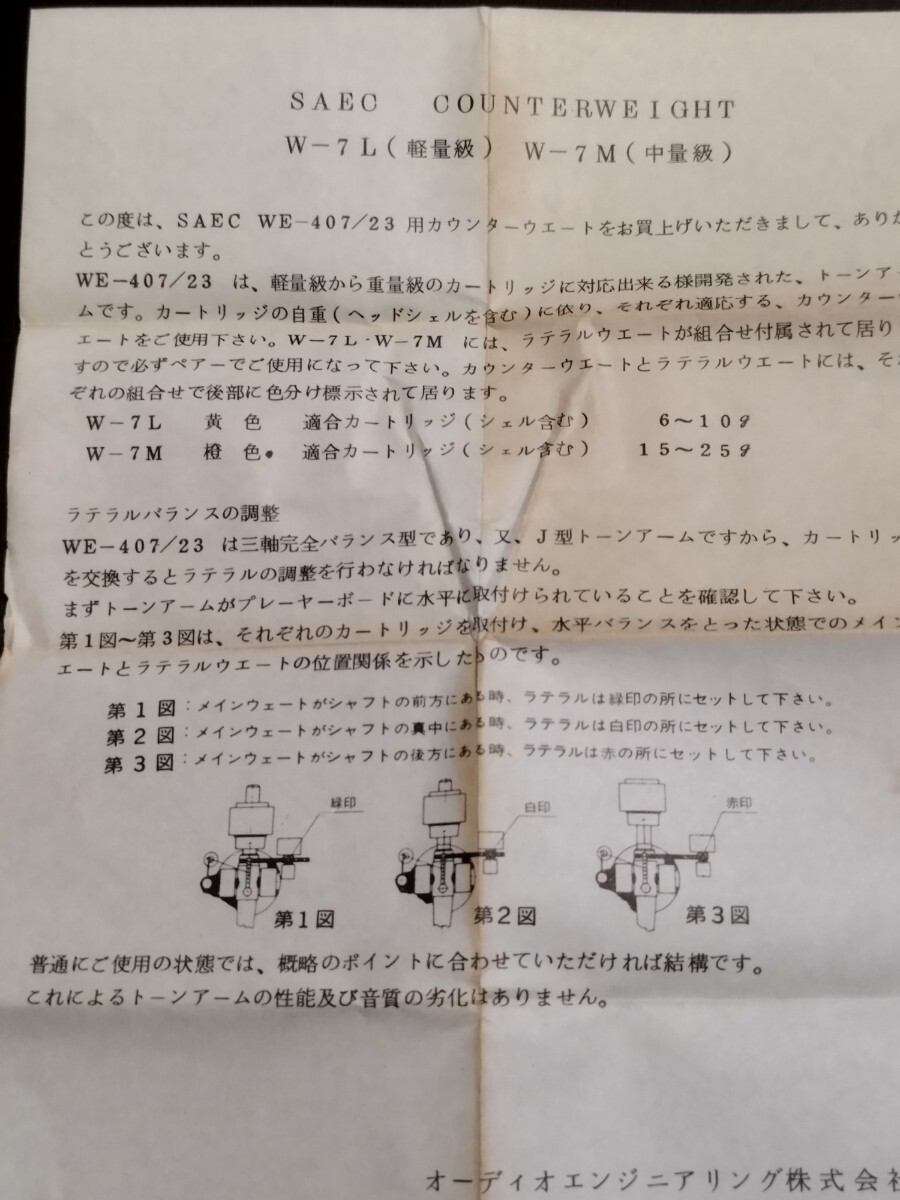 SAEC COUNTERWEIGHT
W-7L(軽量級) W-7M(中量級)
この度は、SAEC WE-407/23用カウンターウエートをお買上げいただきまして、ありが
とうございます。
WE-407/23 は、軽量級から重量級のカートリッジに対応出来る様開発された、トーンアー
ムです。カートリッジの自重(ヘッドシェルを含む)に依り、それぞれ適応する、カウンター
エートをご使用下さい。W-7L・W-7M には、ラテラルウエートが組合せ付属されて居り
すので必ずペアーでご使用になって下さい。カウンターウエートとラテラルウエートには、それ
ぞれの組合せで後部に色分け標示されて居ります。
W-7L 黄色 適合カートリッジ(シェル含む) 6~10g
W-7M 橙色 適合カートリッジ(シェル含む) 15~25g
ラテラルバランスの調整
WE-407/23 は三軸完全バランス型であり、又、J型トーンアームですから、カートリッ
を交換するとラテラルの調整を行わなければなりません。
まずトーンアームがプレーヤーボードに水平に取付けられていることを確認して下さい。
第1図~第3図は、それぞれのカートリッジを取付け、水平バランスをとった状態でのメイン
エートとラテラルウエートの位置関係を示したものです。
第1図:メインウェートがシャフトの前方にある時、ラテラルは緑印の所にセットして下さい。
第2図:メインウェートがシャフトの真中にある時、ラテラルは白印の所にセットして下さい。
第3図:メインウェートがシャフトの後方にある時、ラテラルは赤の所にセットして下さい。
緑印 白印 赤印
第1図 第2図 第3図
普通にご使用の状態では、概略のポイントに合わせていただければ結構です。
これによるトーンアームの性能及び音質の劣化はありません。
オーディオエンジニアリング株式会社